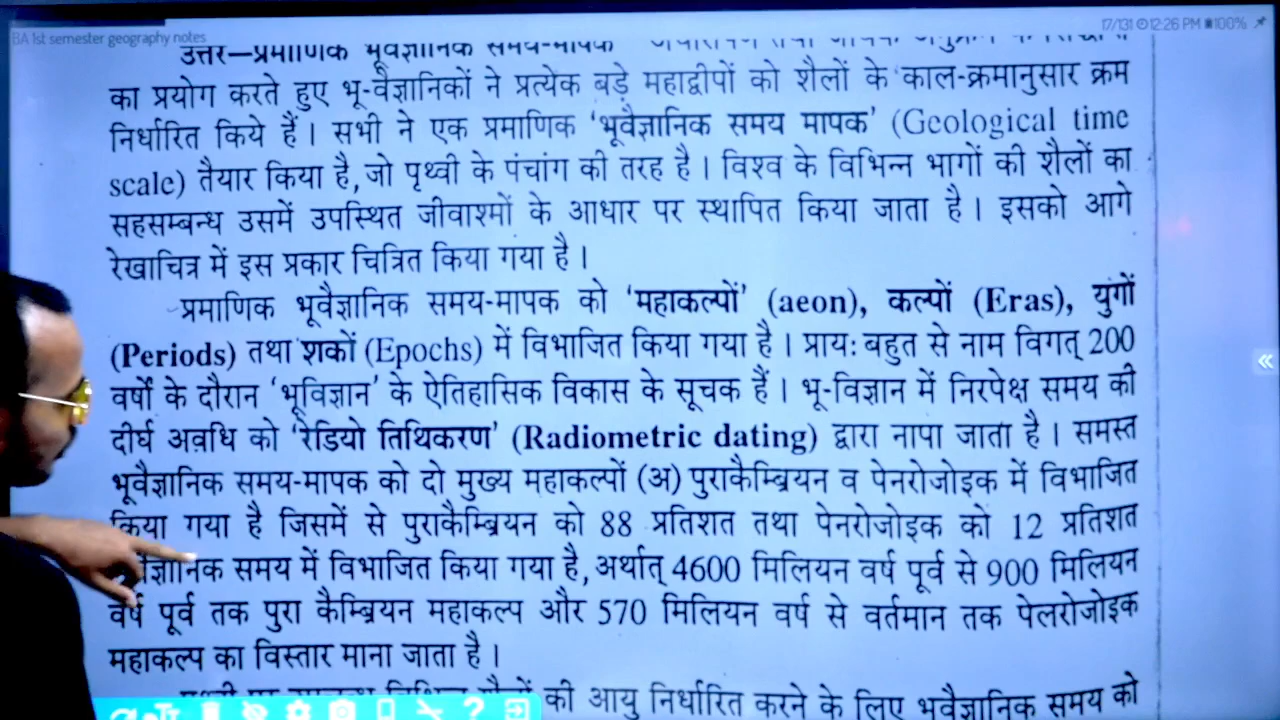 BA 1st semester geography notes
17/131 12:26 PM 100%
उत्तर—प्रमाणिक भूवैज्ञानिक समय-मापक
का प्रयोग करते हुए भू-वैज्ञानिकों ने प्रत्येक बड़े महाद्वीपों को शैलों के काल-क्रमानुसार क्रम
निर्धारित किये हैं। सभी ने एक प्रमाणिक ‘भूवैज्ञानिक समय मापक’ (Geological time
scale) तैयार किया है, जो पृथ्वी के पंचांग की तरह है। विश्व के विभिन्न भागों की शैलों का
सहसम्बन्ध उसमें उपस्थित जीवाश्मों के आधार पर स्थापित किया जाता है। इसको आगे
रेखाचित्र में इस प्रकार चित्रित किया गया है।
प्रमाणिक भूवैज्ञानिक समय-मापक को ‘महाकल्पों’ (aeon), कल्पों (Eras), युगों
(Periods) तथा शकों (Epochs) में विभाजित किया गया है। प्रायः बहुत से नाम विगत् 200
वर्षों के दौरान ‘भूविज्ञान’ के ऐतिहासिक विकास के सूचक हैं। भू-विज्ञान में निरपेक्ष समय की
दीर्घ अवधि को ‘रेडियो तिथिकरण’ (Radiometric dating) द्वारा नापा जाता है। समस्त
भूवैज्ञानिक समय-मापक को दो मुख्य महाकल्पों (अ) पुराकैम्ब्रियन व पेनरोजोइक में विभाजित
किया गया है जिसमें से पुराकैम्ब्रियन को 88 प्रतिशत तथा पेनरोजोइक को 12 प्रतिशत
समय में विभाजित किया गया है, अर्थात् 4600 मिलियन वर्ष पूर्व से 900 मिलियन
वर्ष पूर्व तक पुरा कैम्ब्रियन महाकल्प और 570 मिलियन वर्ष से वर्तमान तक पेलरोजोइक
महाकल्प का विस्तार माना जाता है।
की आयु निर्धारित करने के लिए भूवैज्ञानिक समय को